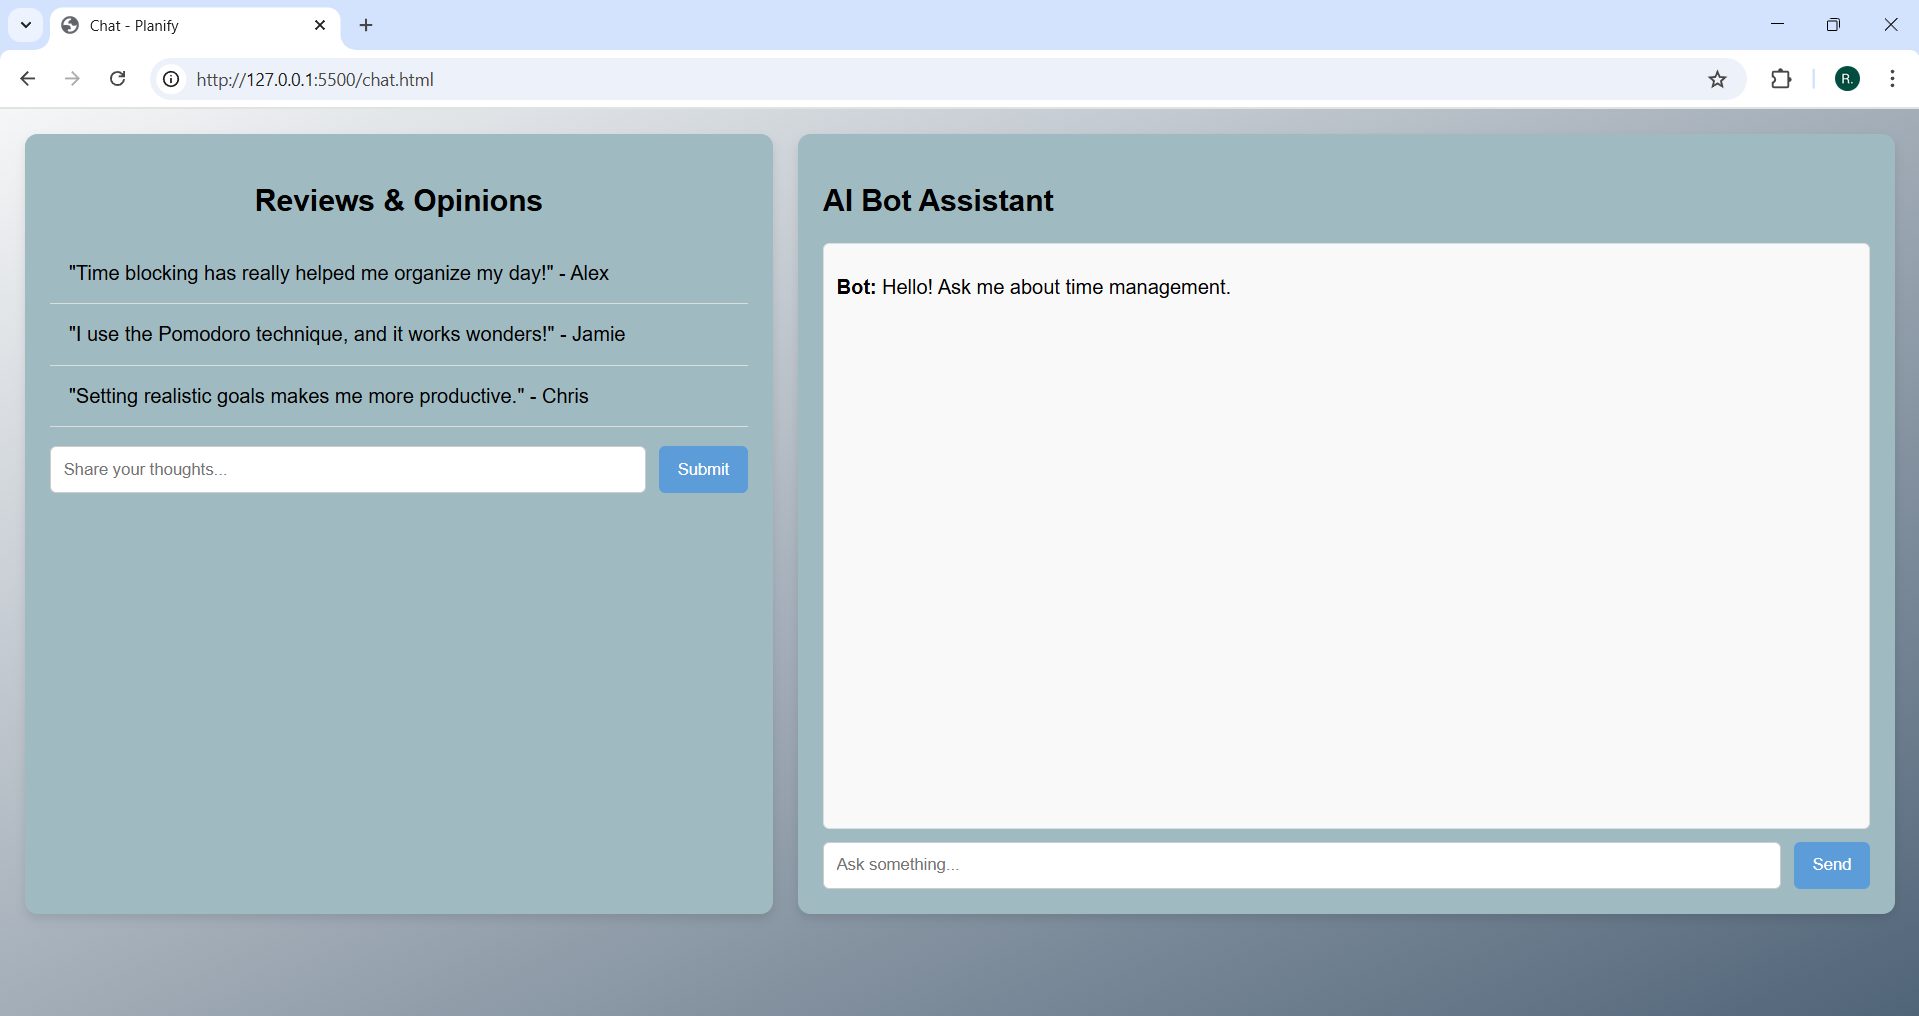 Chat - Planify
http://127.0.0.1:5500/chat.html
R.
Reviews & Opinions
"Time blocking has really helped me organize my day!" - Alex
"I use the Pomodoro technique, and it works wonders!" - Jamie
"Setting realistic goals makes me more productive." - Chris
Share your thoughts...
Submit
AI Bot Assistant
Bot: Hello! Ask me about time management.
Ask something...
Send